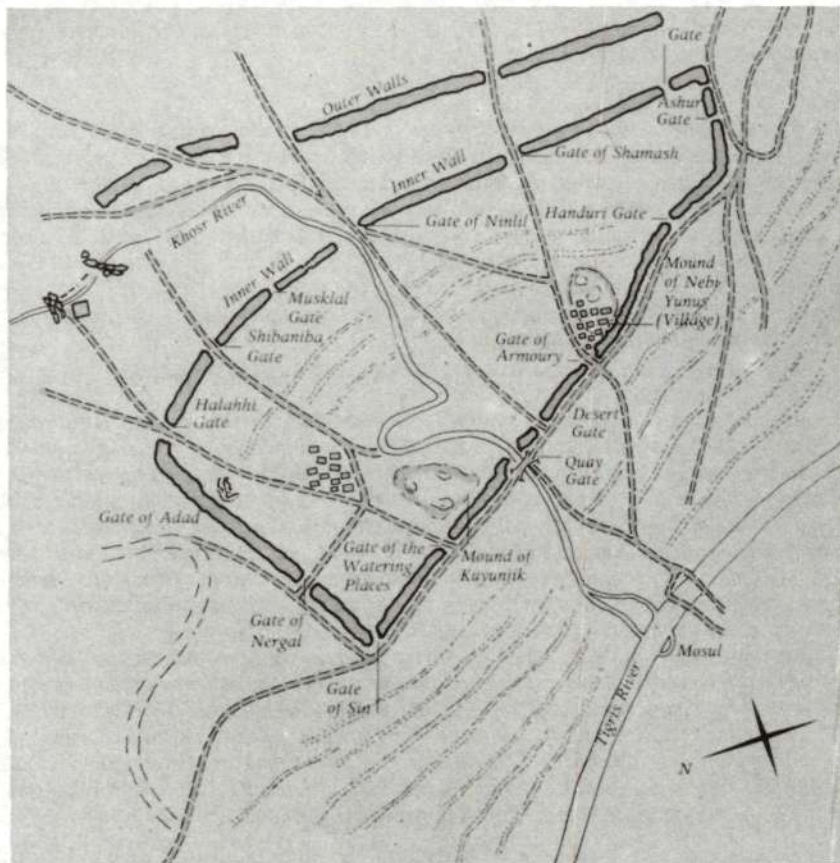 Gate
Outer Walls
Ashur
Gate
Inner Wall
Gate of Shamash
Handuri Gate
Khosr River
Gate of Ninlil
Mound
of Nebi
Yunus
(Village)
Inner Wall
Musklal
Gate
Shibaniba
Gate
Gate of
Armoury
Halahhi
Gate
Desert
Gate
Quay
Gate
Gate of Adad
Gate of the
Watering
Places
Mound of
Kuyunjik
Gate of
Nergal
Mosul
Gate
of Sin
Tigris River
N